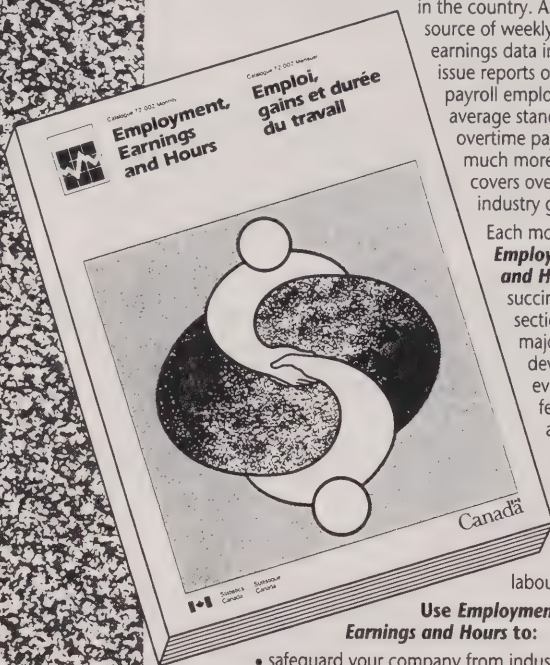 in the country. A
source of weekly
earnings data in
issue reports o
payroll emplo
average stand
overtime pa
much more
covers ove
industry g
Each mo
Employ
and H
succin
secti
majo
dev
ev
fe
a
labou
Use Employmen
Earnings and Hours to:
• safeguard your company from indus
Catalogue 72-002 Monthly
Employment,
Earnings
and Hours
Catalogue 72-002 Mensuel
Emploi,
gains et durée
du travail
Canada
Statistics
Canada
Statistique
Canada